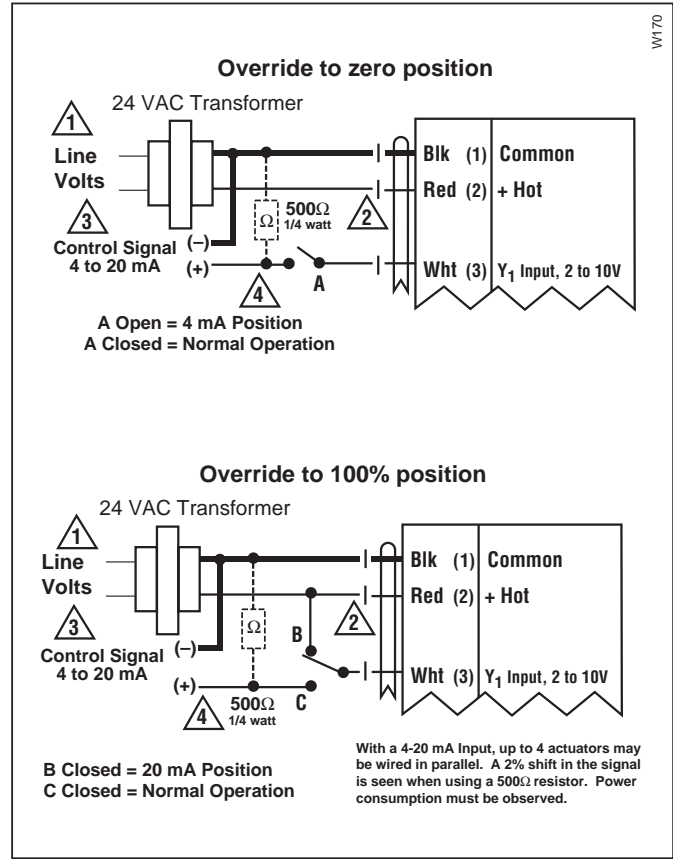 W170
Override to zero position
24 VAC Transformer
1
Line
Volts
3
Control Signal
4 to 20 mA
(–)
(+)
Ω
500Ω
1/4 watt
2
4
A
Blk (1) Common
Red (2) + Hot
Wht (3) Y1 Input, 2 to 10V
A Open = 4 mA Position
A Closed = Normal Operation
Override to 100% position
24 VAC Transformer
1
Line
Volts
3
Control Signal
4 to 20 mA
(–)
(+)
Ω
500Ω
1/4 watt
B
2
4
C
Blk (1) Common
Red (2) + Hot
Wht (3) Y1 Input, 2 to 10V
B Closed = 20 mA Position
C Closed = Normal Operation
With a 4-20 mA Input, up to 4 actuators may
be wired in parallel. A 2% shift in the signal
is seen when using a 500Ω resistor. Power
consumption must be observed.